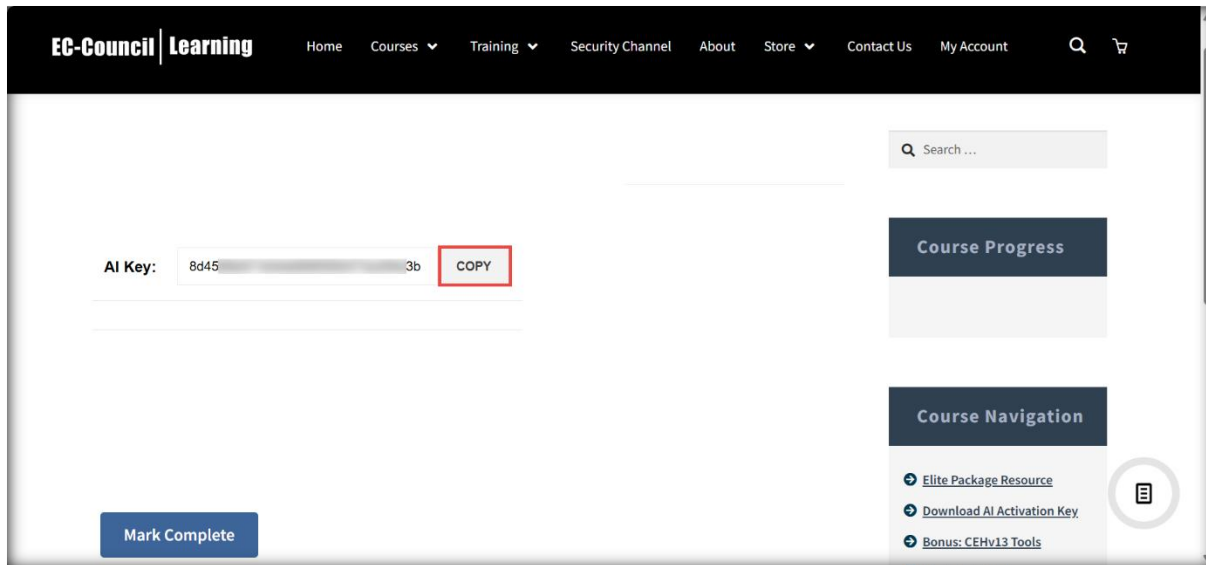 EC-Council Learning
Home Courses Training Security Channel About Store Contact Us My Account
Search ...
Course Progress
AI Key: 8d45 3b COPY
Course Navigation
Elite Package Resource
Download AI Activation Key
Bonus: CEHv13 Tools
Mark Complete